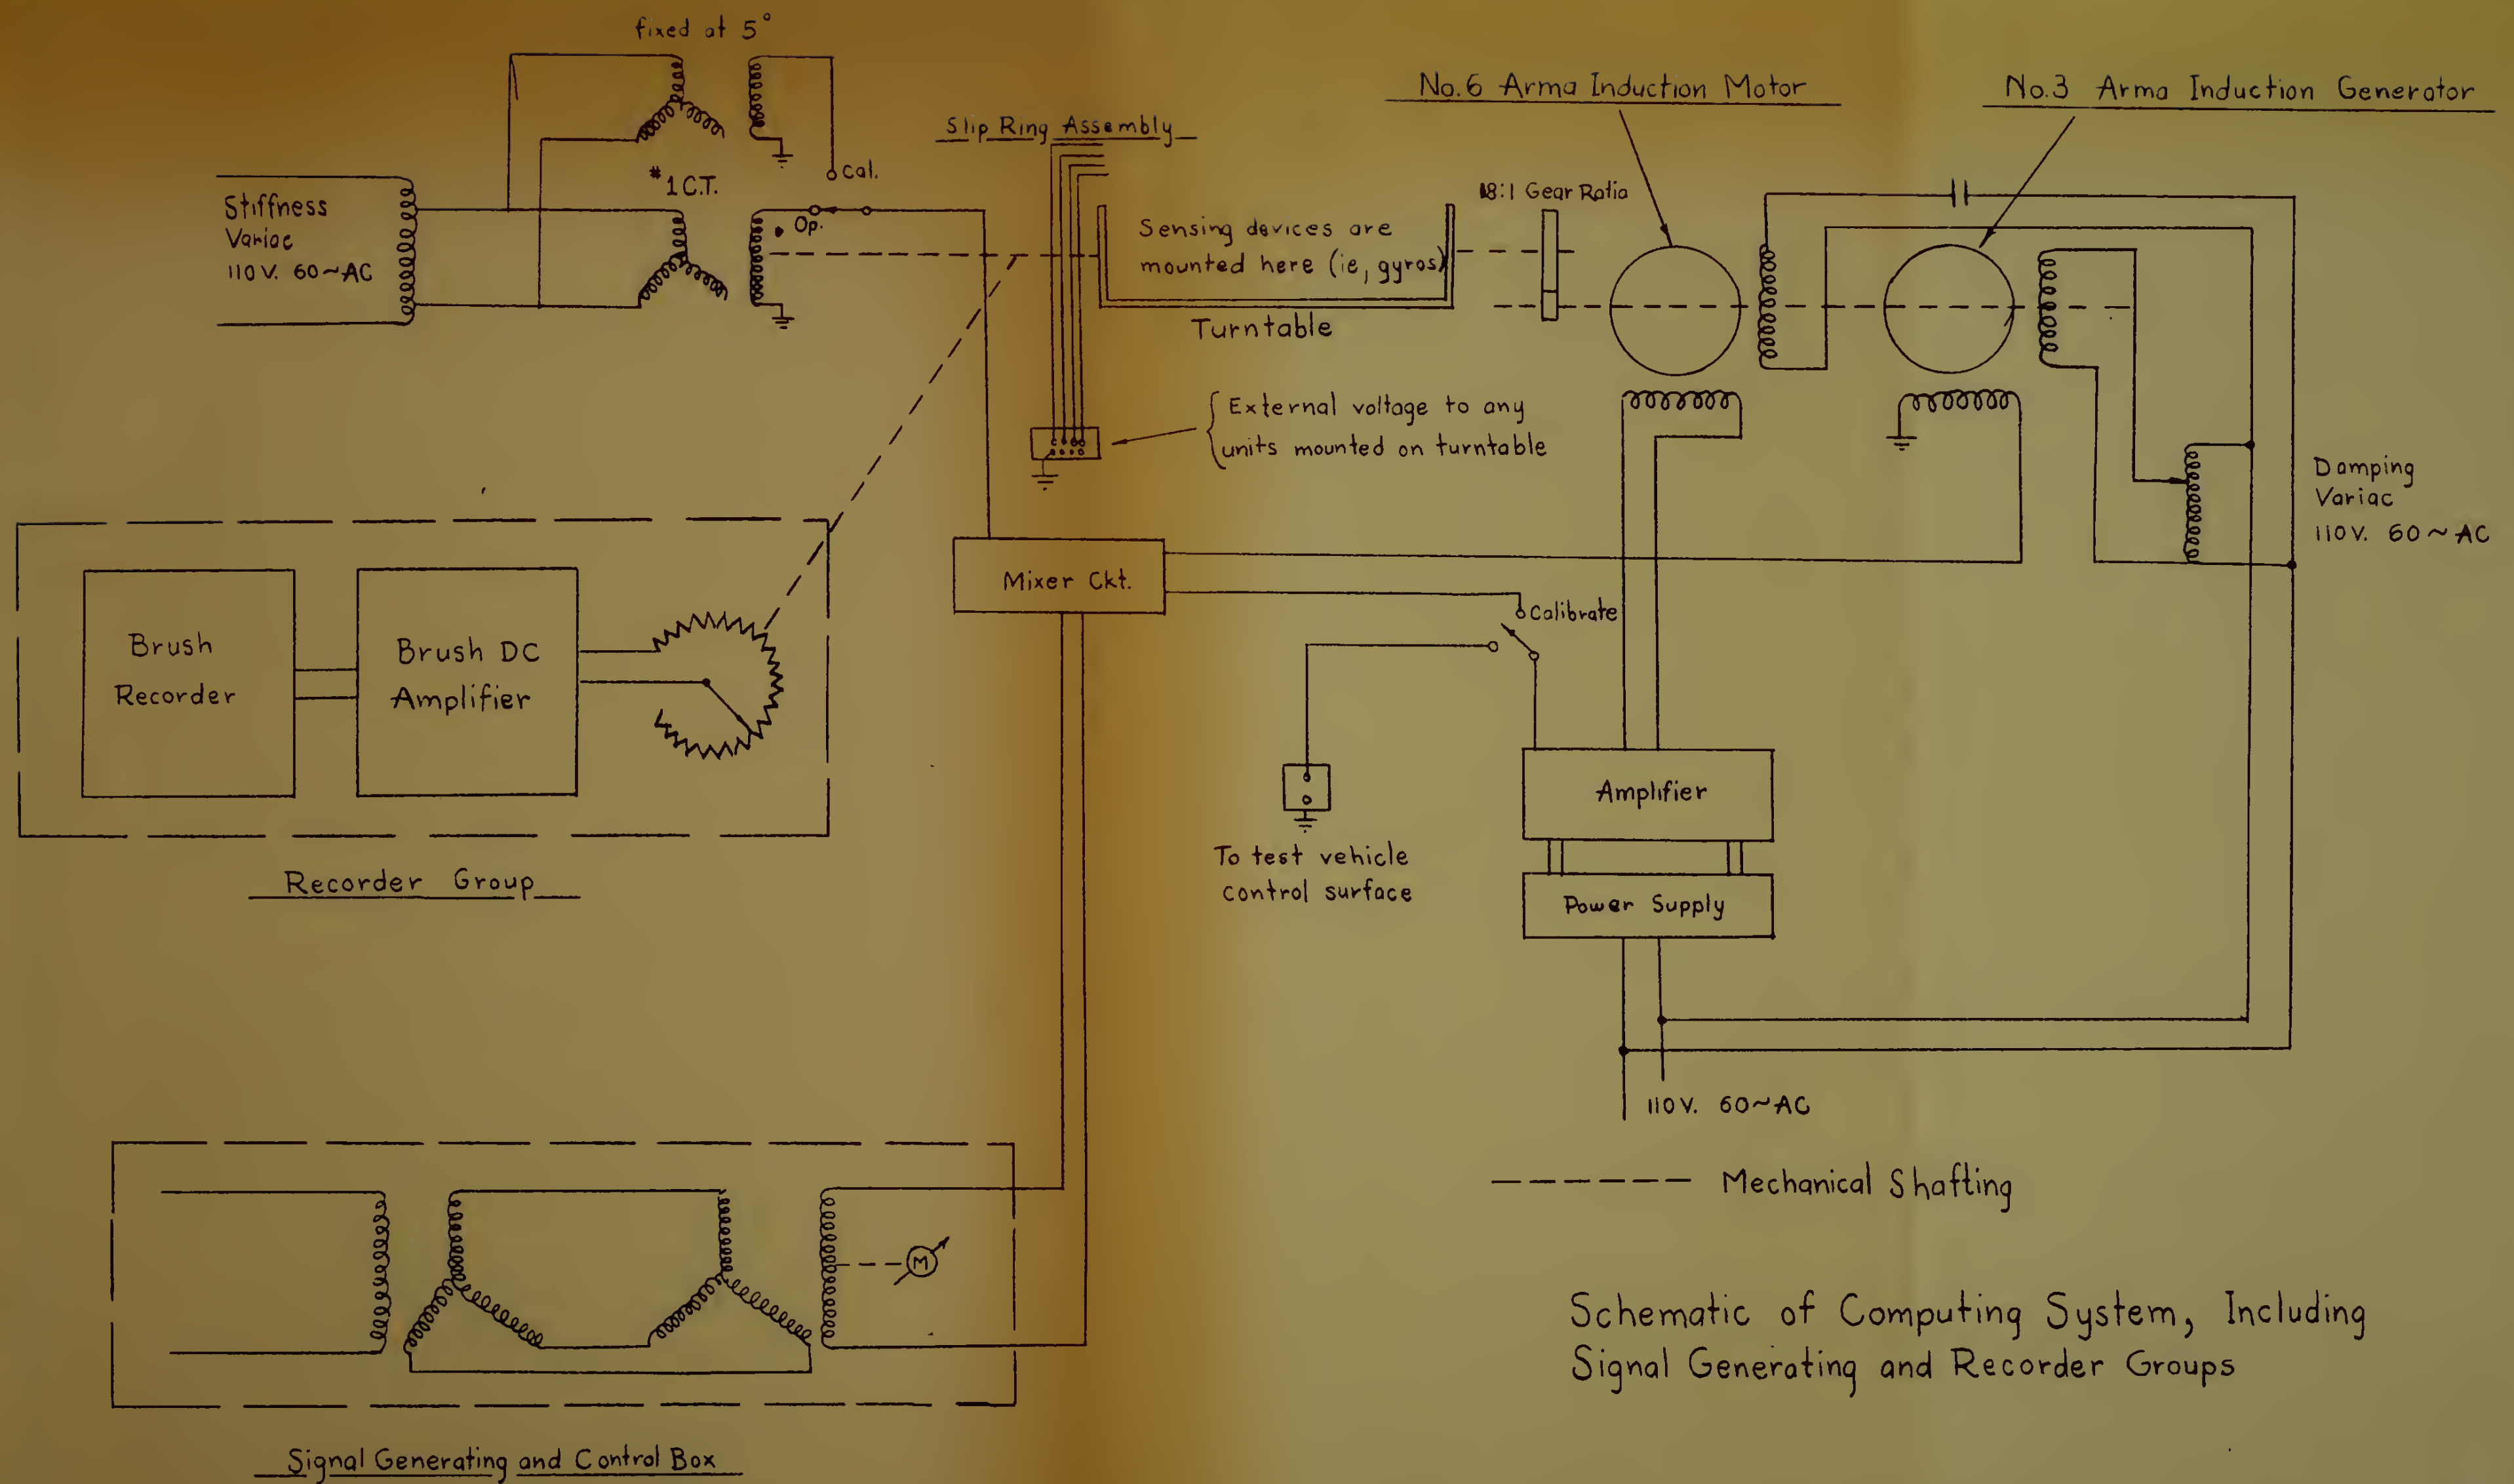 fixed at 5°
No.6 Arma Induction Motor
No.3 Arma Induction Generator
Slip Ring Assembly
Cal.
#1 C.T.
Stiffness
Variac
110 V. 60~AC
Op.
Sensing devices are
mounted here (ie, gyros)
Turntable
18:1 Gear Ratio
External voltage to any
units mounted on turntable
Damping
Variac
110 V. 60~AC
Mixer Ckt.
Calibrate
Brush
Recorder
Brush DC
Amplifier
Recorder Group
To test vehicle
control surface
Amplifier
Power Supply
110 V. 60~AC
Mechanical Shafting
M
Schematic of Computing System, Including
Signal Generating and Recorder Groups
Signal Generating and Control Box